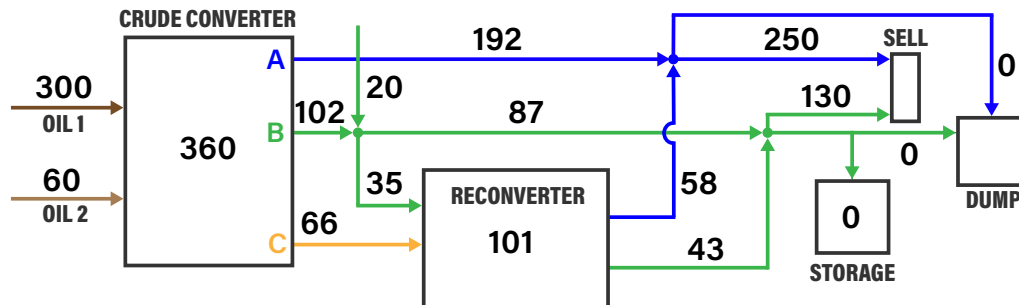 CRUDE CONVERTER
A
192
250
SELL
0
300
OIL 1
20
102
B
87
130
360
0
60
OIL 2
35
RECONVERTER
58
DUMP
C
66
101
43
0
STORAGE